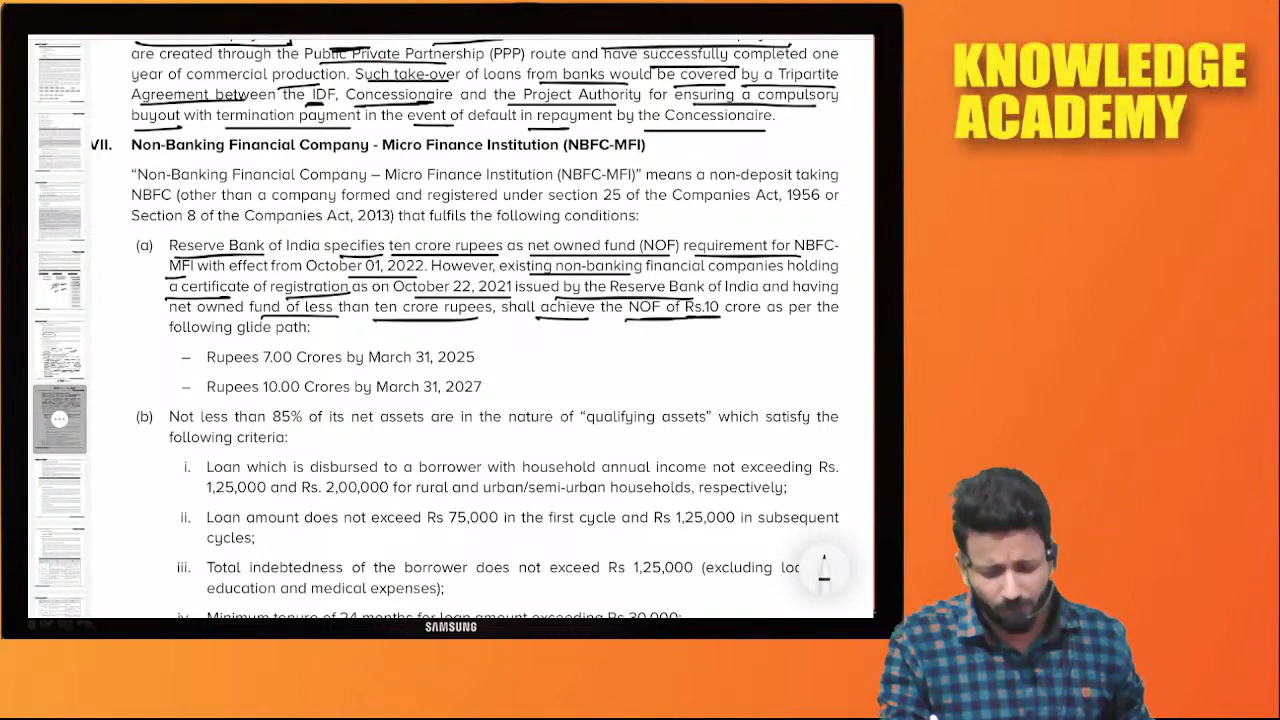 KNOWLEDGE
ACADEMY
are created through the Public Private Partnership (PPP) route and have successfully completed one
year of commercial production. Such takeover of loans from banks would be covered by a Tripartite
Agreement between the IDF, Concessionaire and the Project Authority for ensuring a compulsory
buyout with termination payment in the event of default in repayment by the Concessionaire.
VII. Non-Banking Financial Company - Micro Finance Institution (NBFC-MFI)
“Non-Banking Financial Company – Micro Finance Institution (NBFC-MFI)” means a non-deposit taking
NBFC (Other than a company formed and registered under section 25 of the Companies Act, 1956 or
Section 8 of the Companies Act, 2013) that fulfills the following conditions:
(a) Reserve Bank of India specifies ten crore rupees as net owned fund (NOF) requirement for NBFC-
MFI with effect from October 01, 2022. However, existing non-banking financial companies holding
a certificate of registration as on October 22, 2021 issued by the Reserve Bank of India and having
net owned fund less than ten crore rupees, shall achieve the NOF of Rs.10 crore as per the
following glide path:
– Rupees 7.00 Crores by March 31, 2025
– Rupees 10.00 Crores by March 31, 2027
(b) Not less than 85% of its net assets are in the nature of “qualifying assets” which satisfy the
following criteria:
i. Loan which is disbursed to a borrower with household annual income not exceeding Rs
000 000 rural and urban/semi-urban households
ii. Loan amount does not exceed Rs 75000 in the first cycle and Rs 1,25,000 in subsequent
cycles;
iii. Total indebtedness of the borrower does not exceed Rs 1,25,000 (excluding
education and medical expenses);
iv. Minimum tenure of 24 months for loan amount exceeding Rs 30,000;
SAMSUNG